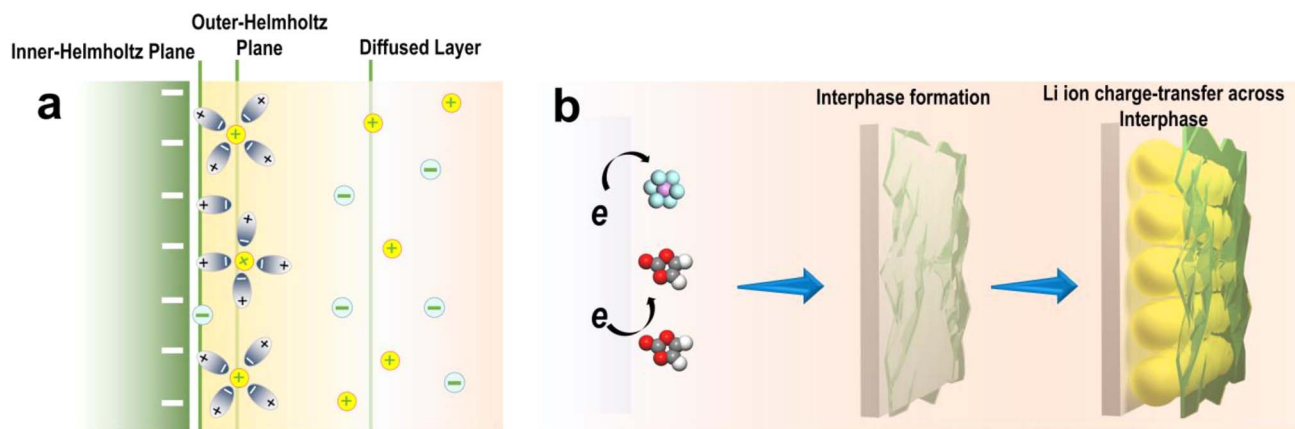 Inner-Helmholtz Plane
Outer-Helmholtz
Plane
Diffused Layer
a
b
Interphase formation
Li ion charge-transfer across
Interphase
e
e